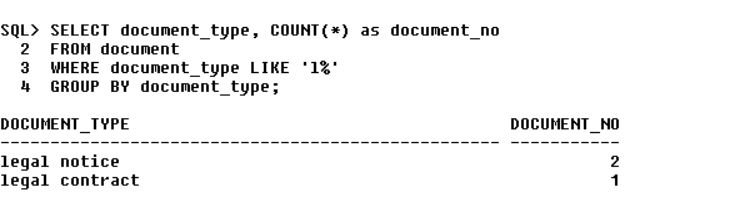 SQL> SELECT document_type, COUNT(*) as document_no
2 FROM document
3 WHERE document_type LIKE 'l%'
4 GROUP BY document_type;
DOCUMENT_TYPE DOCUMENT_NO
-------------------------------------------------- -----------
legal notice 2
legal contract 1